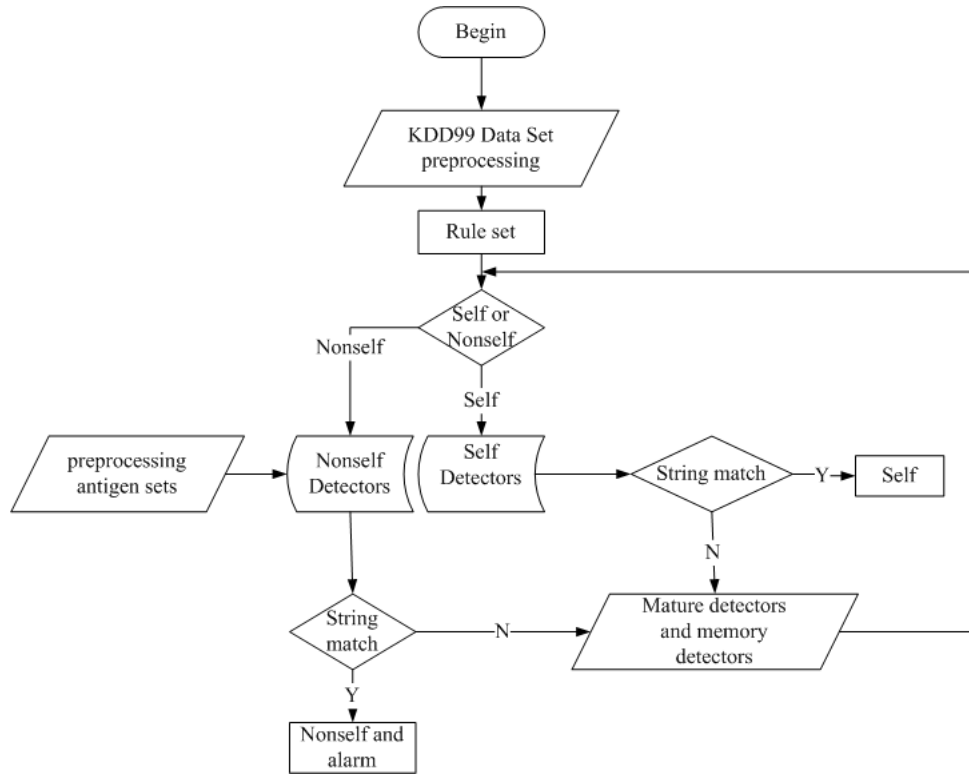 Begin
KDD99 Data Set
preprocessing
Rule set
Self or
Nonself
Nonself
Self
preprocessing
antigen sets
Nonself
Detectors
Self
Detectors
String match
Y
Self
N
String
match
N
Mature detectors
and memory
detectors
Y
Nonself and
alarm